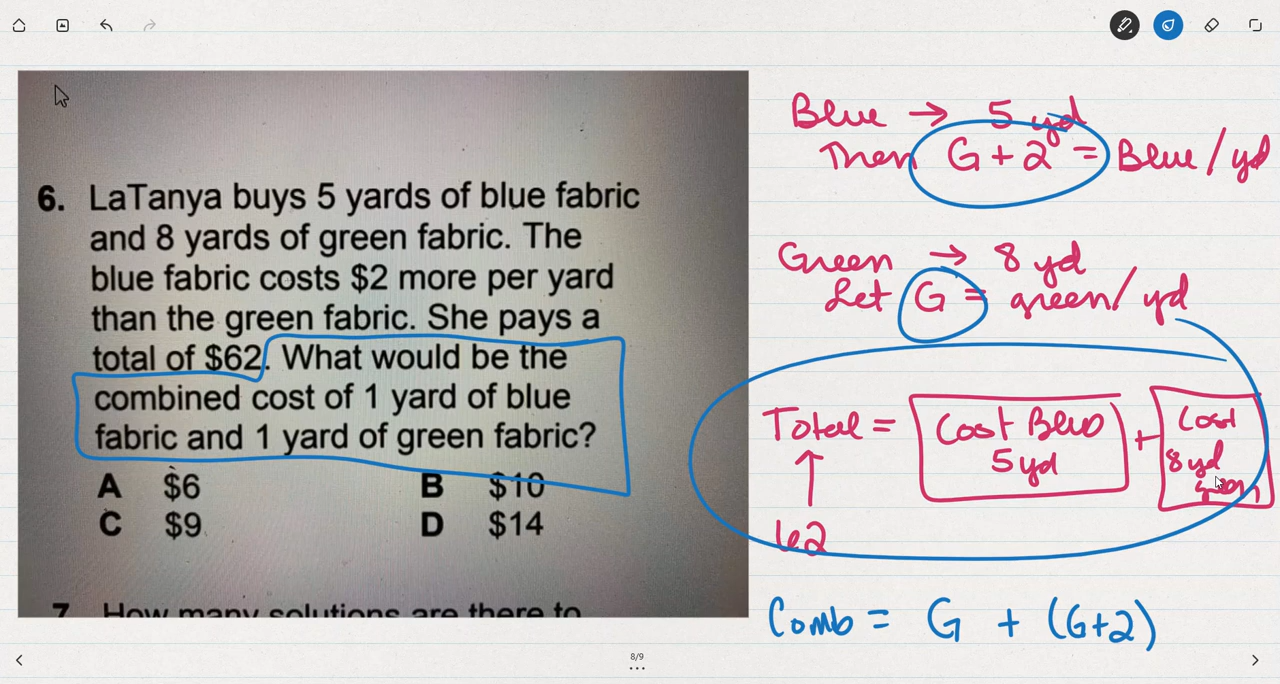 6. LaTanya buys 5 yards of blue fabric
and 8 yards of green fabric. The
blue fabric costs $2 more per yard
than the green fabric. She pays a
total of $62. What would be the
combined cost of 1 yard of blue
fabric and 1 yard of green fabric?
A $6 B $10
C $9 D $14
7 How many solutions are there to
Blue → 5 yd
Then G + 2 = Blue / yd
Green → 8 yd
Let G = green / yd
Total = Cost Blue 5 yd + Cost 8 yd green
62
Comb = G + (G+2)
8/9